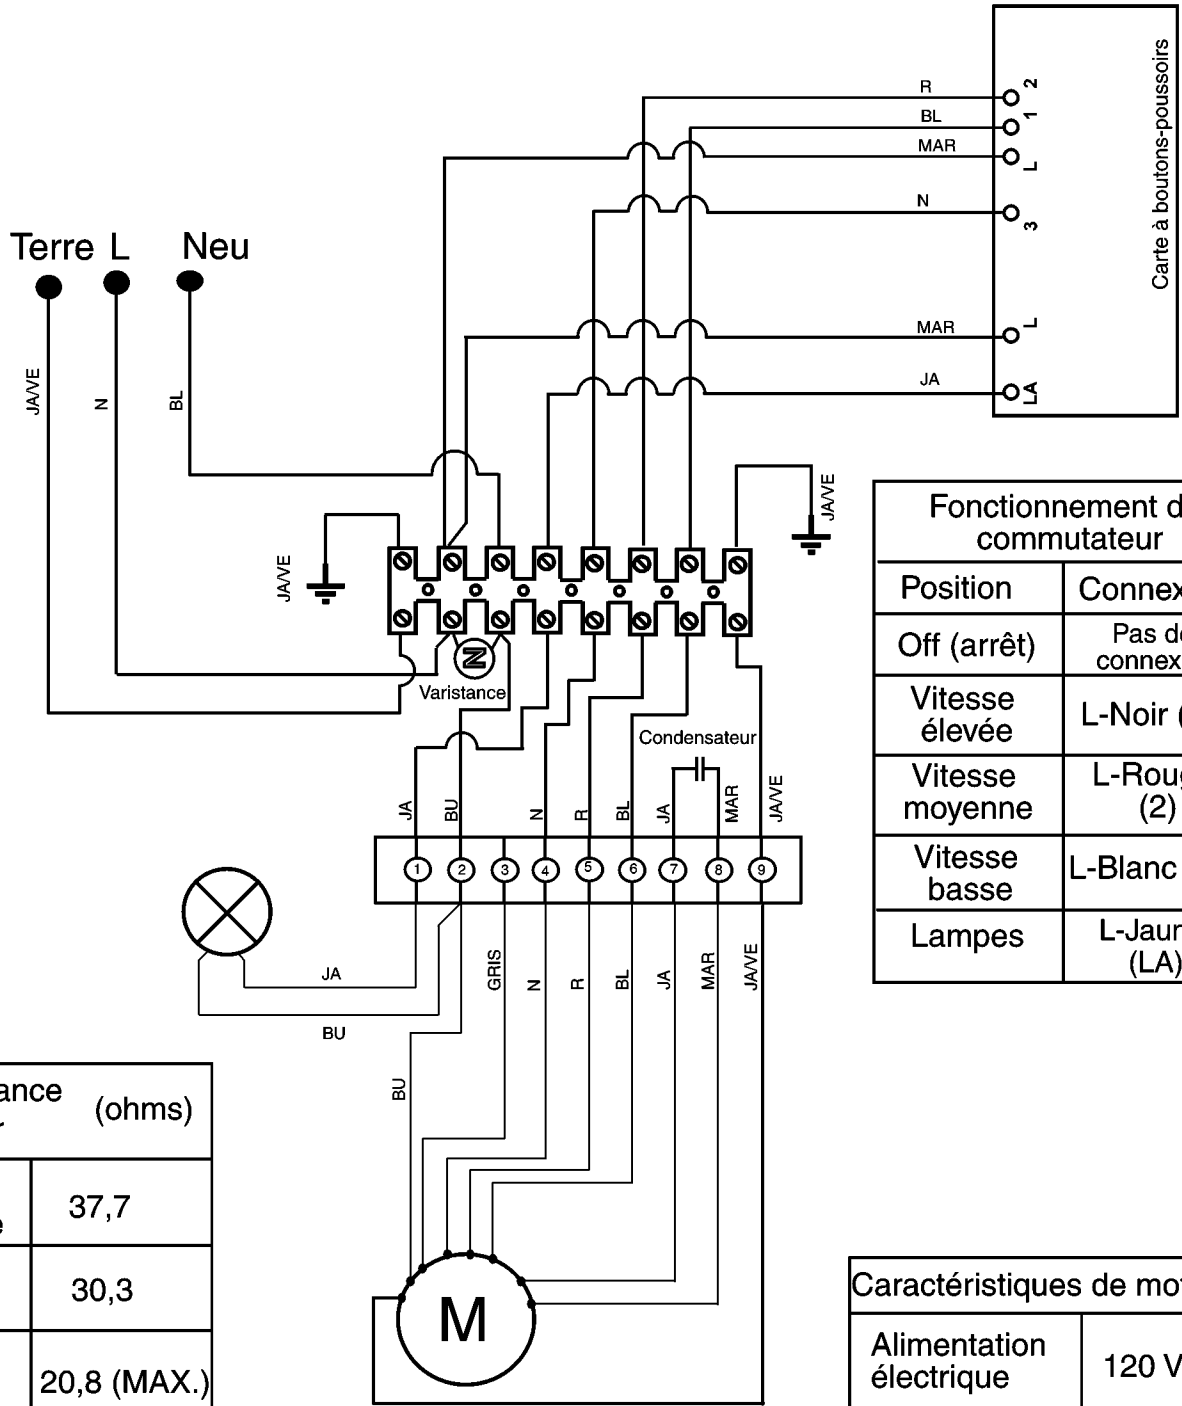 R
2
BL
1
MAR
L
N
3
MAR
L
JA
LA
Carte à boutons-poussoirs
Terre L Neu
JA/VE
N
BL
JA/VE
JA/VE
N
Varistance
Condensateur
JA
BU
N
R
BL
JA
MAR
JA/VE
1 2 3 4 5 6 7 8 9
GRIS
N
R
BL
JA
MAR
JA/VE
JA
BU
BU
M
Fonctionnement d
commutateur
Position
Connex
Off (arrêt)
Pas d
connex
Vitesse
élevée
L-Noir (
Vitesse
moyenne
L-Roug
(2)
Vitesse
basse
L-Blanc
Lampes
L-Jaun
(LA)
ance
(ohms)
37,7
30,3
20,8 (MAX.)
Caractéristiques de mot
Alimentation
électrique
120 V